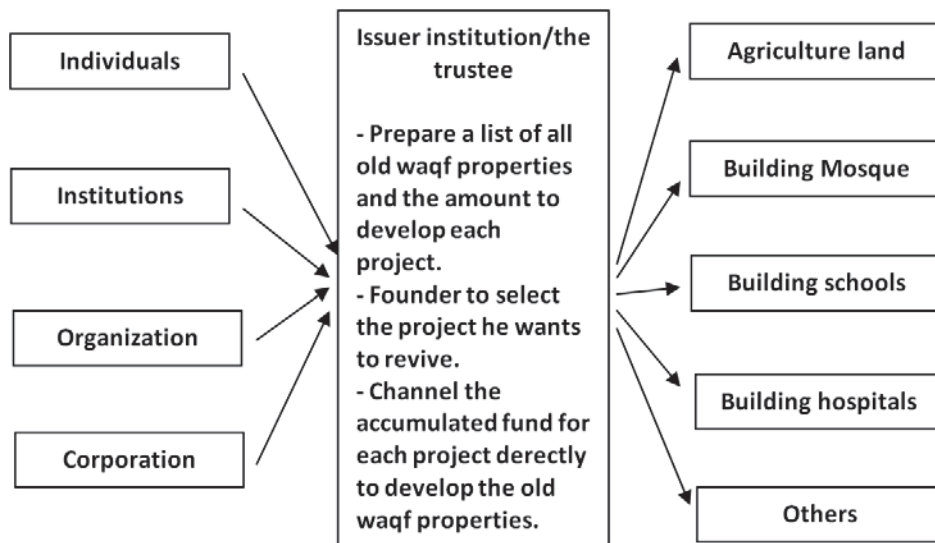 Individuals
Institutions
Organization
Corporation
Issuer institution/the
trustee
- Prepare a list of all
old waqf properties
and the amount to
develop each
project.
- Founder to select
the project he wants
to revive.
- Channel the
accumulated fund for
each project derectly
to develop the old
waqf properties.
Agriculture land
Building Mosque
Building schools
Building hospitals
Others